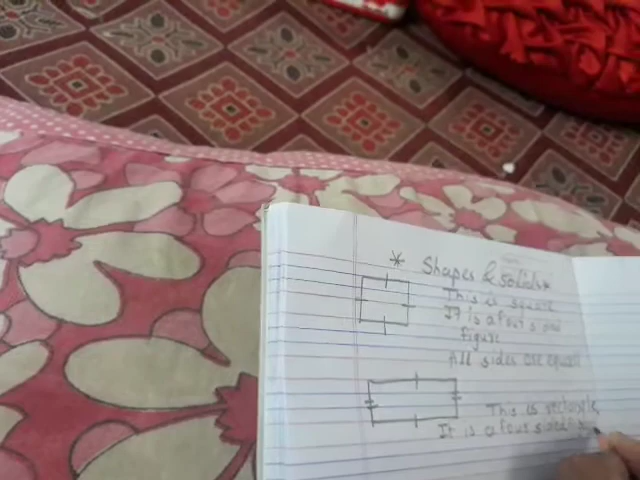 * Shapes & Solids *
This is square
It is a four sided
figure
All sides are equal
This is rectangle,
It is a four sided